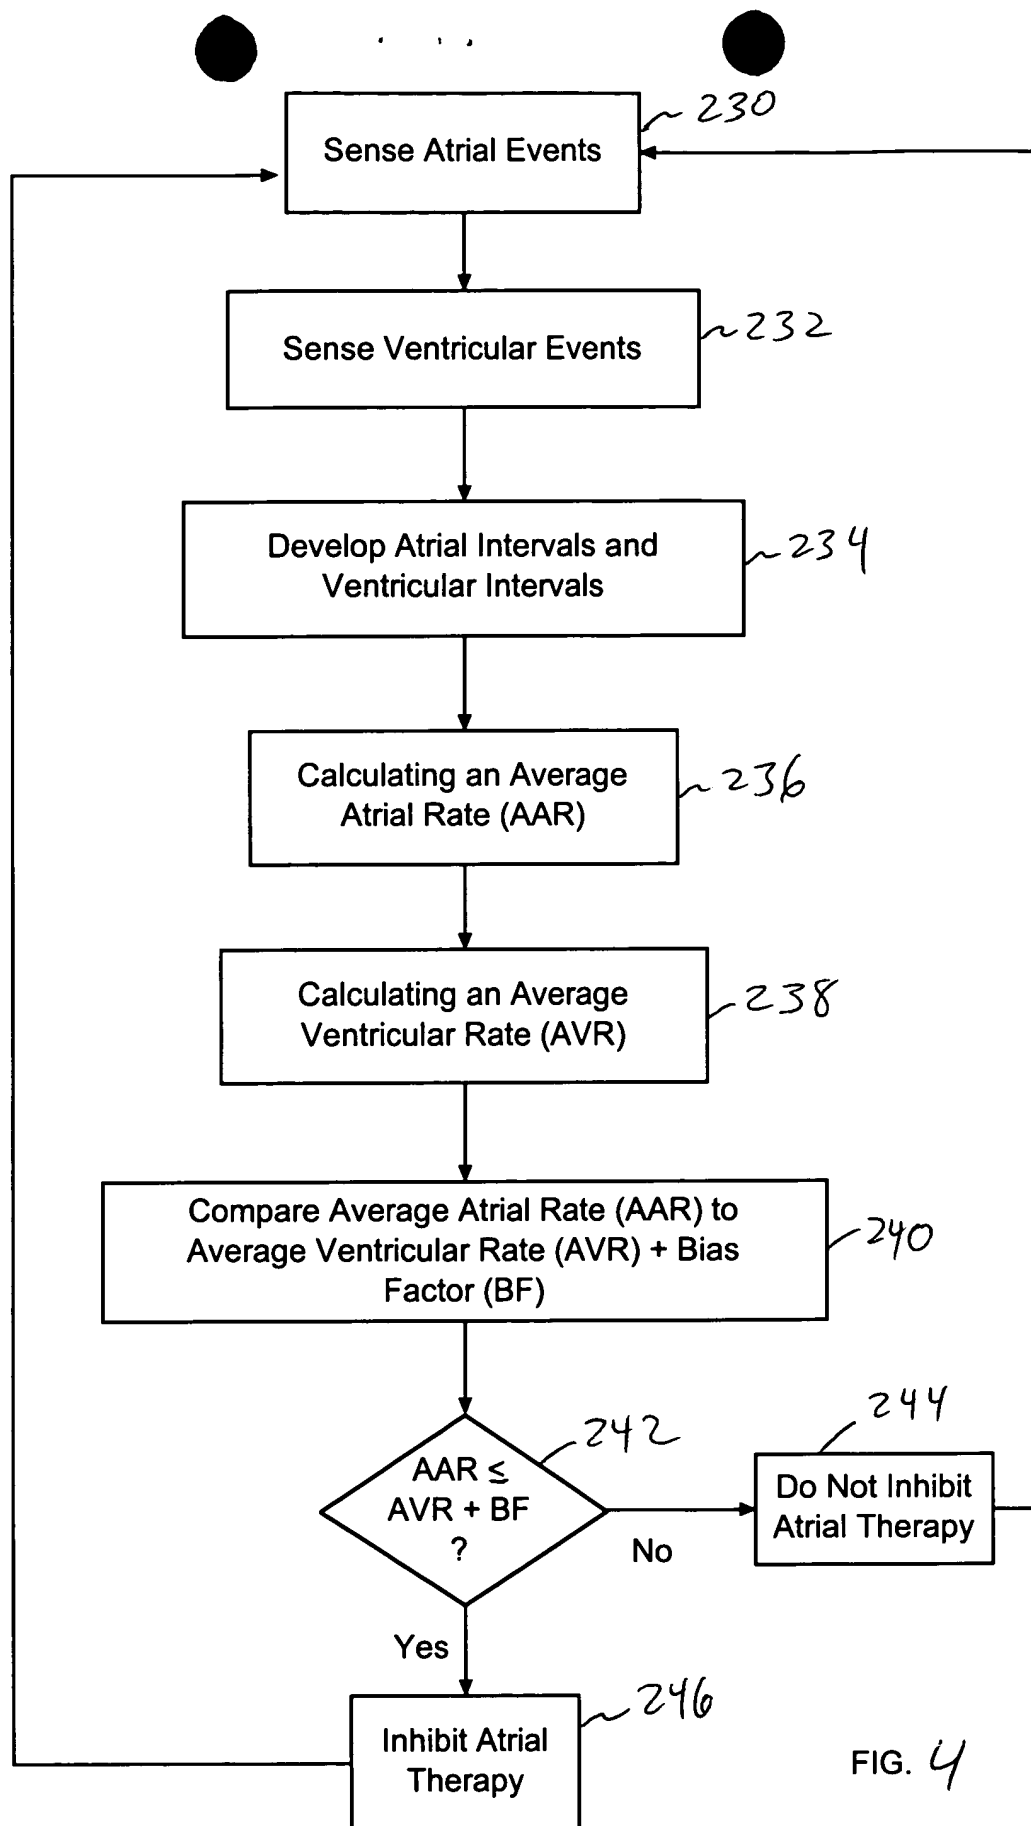 230
Sense Atrial Events
232
Sense Ventricular Events
Develop Atrial Intervals and
Ventricular Intervals
234
Calculating an Average
Atrial Rate (AAR)
236
Calculating an Average
Ventricular Rate (AVR)
238
Compare Average Atrial Rate (AAR) to
Average Ventricular Rate (AVR) + Bias
Factor (BF)
240
242
AAR ≤
AVR + BF
?
No
244
Do Not Inhibit
Atrial Therapy
Yes
246
Inhibit Atrial
Therapy
FIG. 4